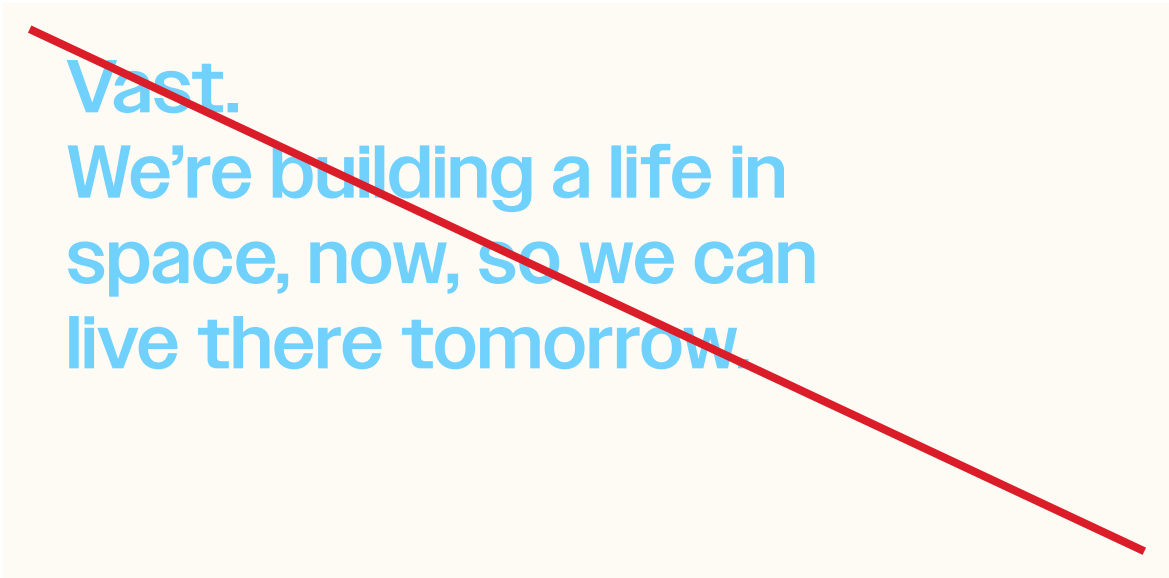 Vast.
We’re building a life in
space, now, so we can
live there tomorrow.